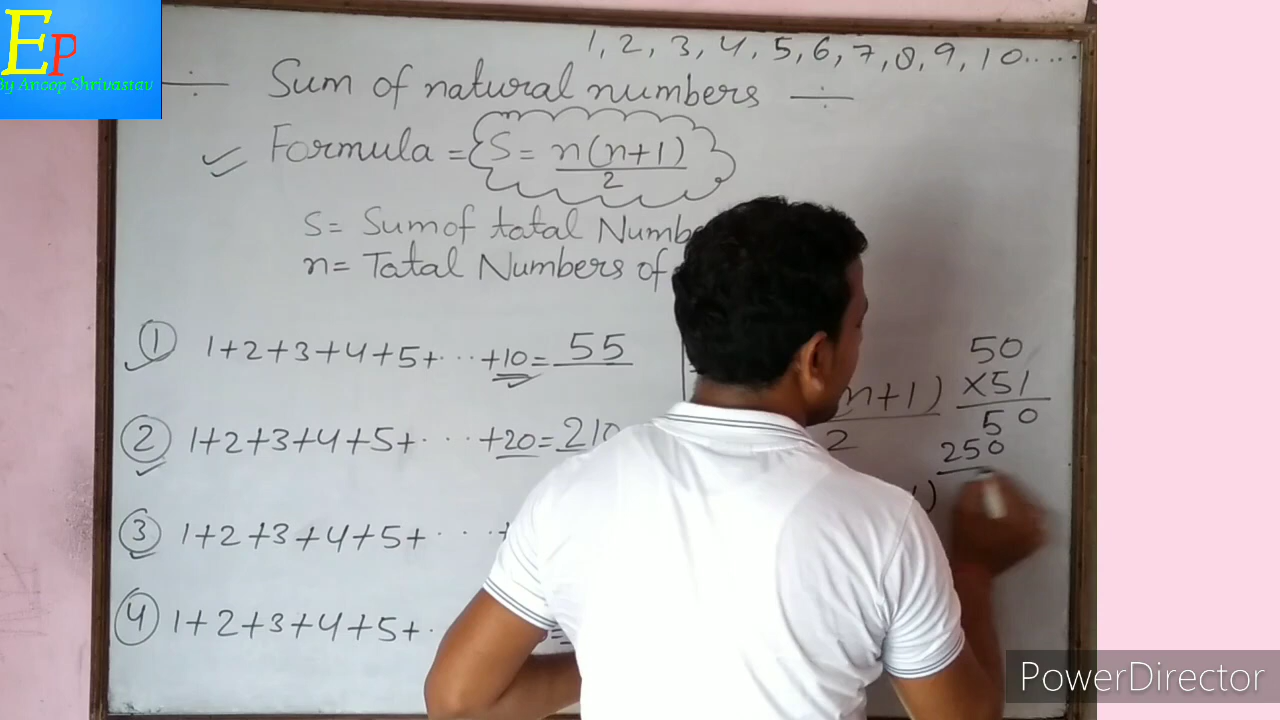 EP
By Anoop Shrivastav
1, 2, 3, 4, 5, 6, 7, 8, 9, 10.....
÷ Sum of natural numbers ÷
Formula = S = n(n+1)
2
S = Sum of tatal Numbe
n = Tatal Numbers of
1 1+2+3+4+5+...+10 = 55
2 1+2+3+4+5+...+20 = 210
3 1+2+3+4+5+...+
4 1+2+3+4+5+.
(n+1)
2
1)
50
×51
50
250
PowerDirector